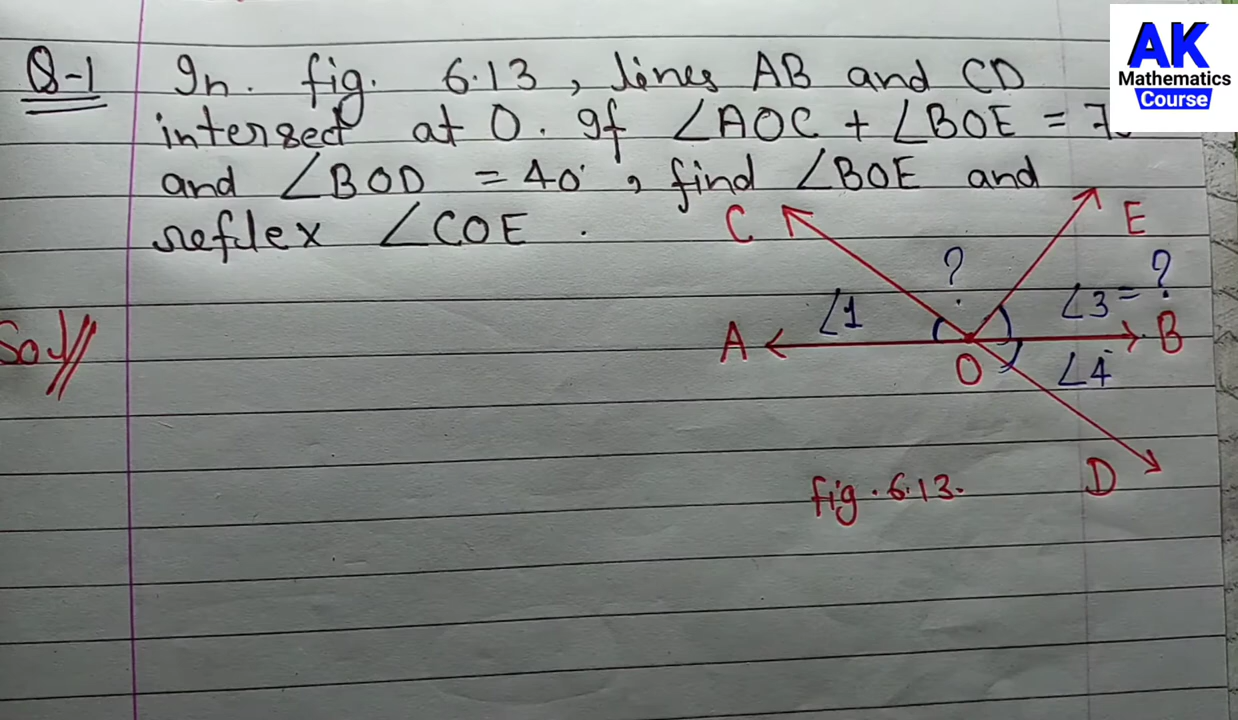 Q-1 In. fig. 6.13, lines AB and CD
intersect at O. If ∠AOC + ∠BOE = 7
and ∠BOD = 40°, find ∠BOE and
reflex ∠COE.
Sol//
C
E
?
?
∠1
∠3=
A
B
O
∠4
D
fig. 6.13.
AK
Mathematics
Course